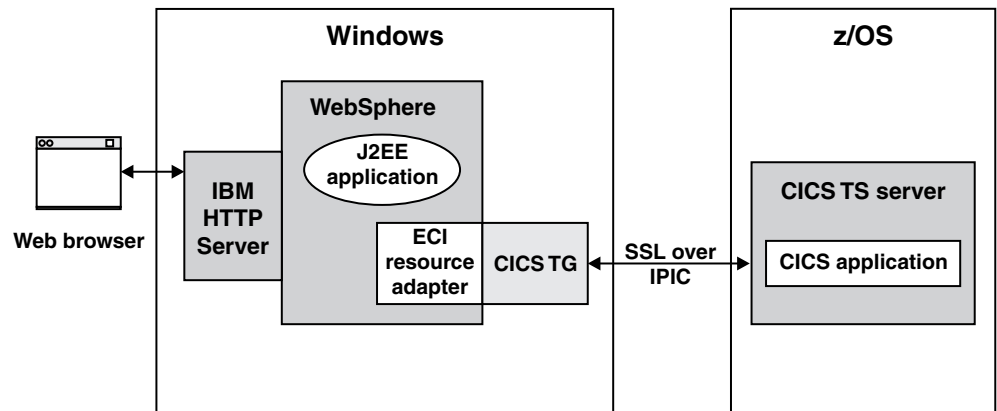 Windows
z/OS
WebSphere
J2EE
application
IBM
HTTP
Server
Web browser
ECI
resource
adapter
CICS TG
SSL over
IPIC
CICS TS server
CICS application